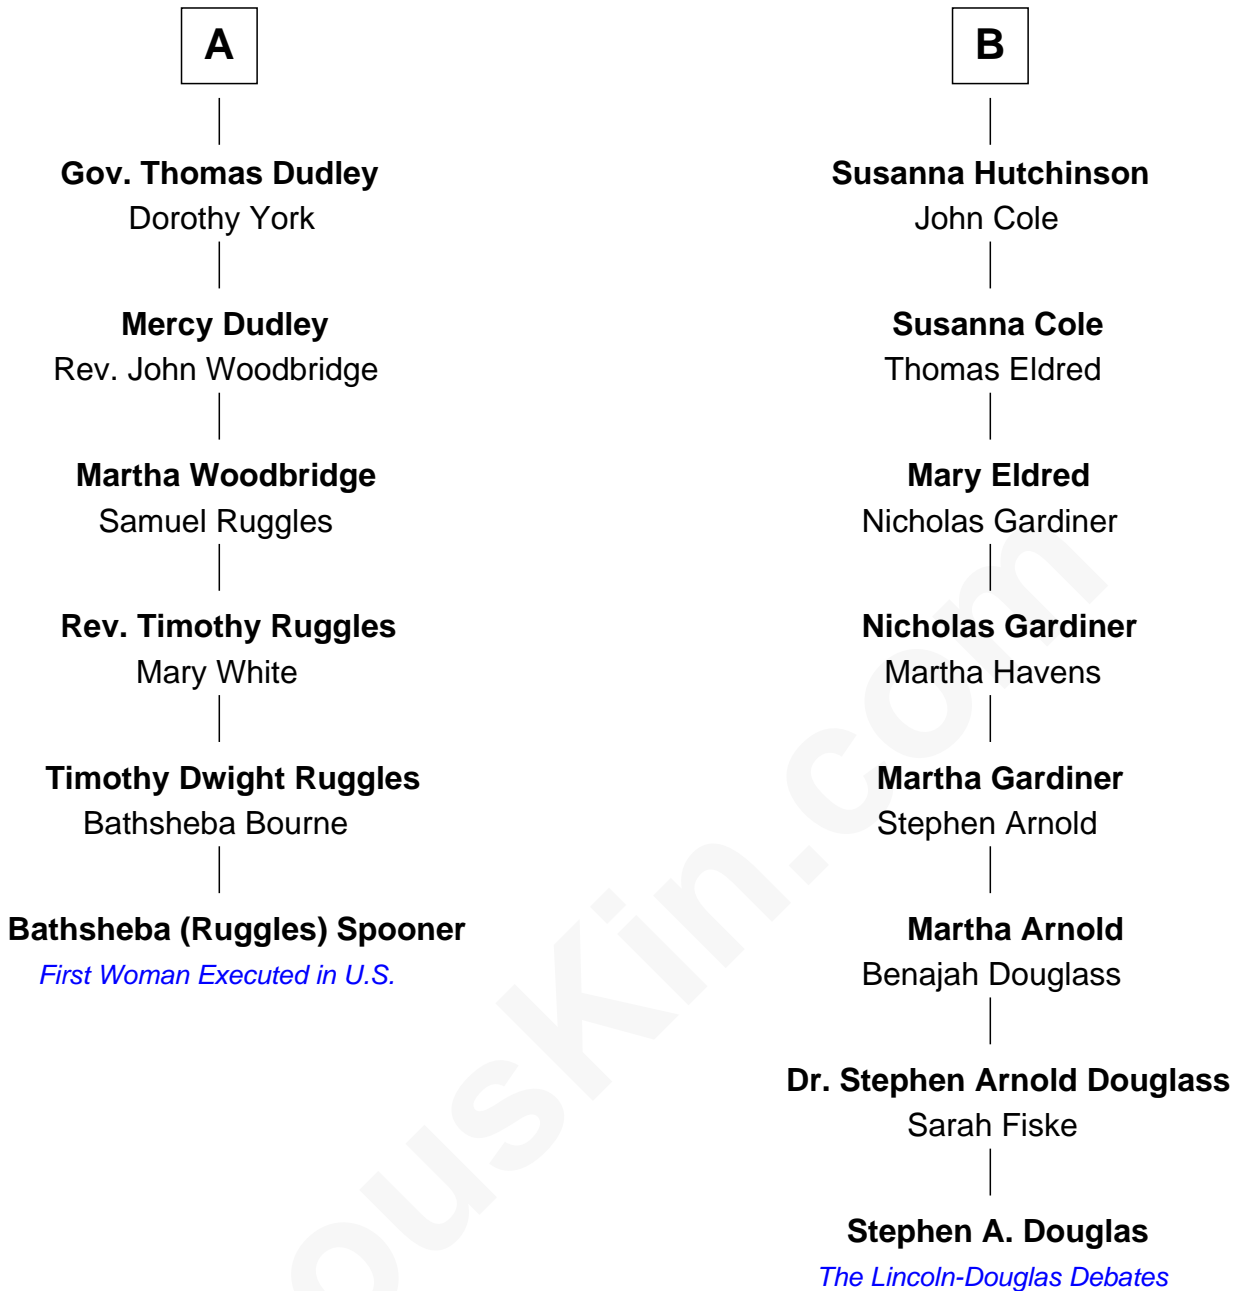 A
Gov. Thomas Dudley
Dorothy York
Mercy Dudley
Rev. John Woodbridge
Martha Woodbridge
Samuel Ruggles
Rev. Timothy Ruggles
Mary White
Timothy Dwight Ruggles
Bathsheba Bourne
Bathsheba (Ruggles) Spooner
First Woman Executed in U.S.
B
Susanna Hutchinson
John Cole
Susanna Cole
Thomas Eldred
Mary Eldred
Nicholas Gardiner
Nicholas Gardiner
Martha Havens
Martha Gardiner
Stephen Arnold
Martha Arnold
Benajah Douglass
Dr. Stephen Arnold Douglass
Sarah Fiske
Stephen A. Douglas
The Lincoln-Douglas Debates
ousKin.com